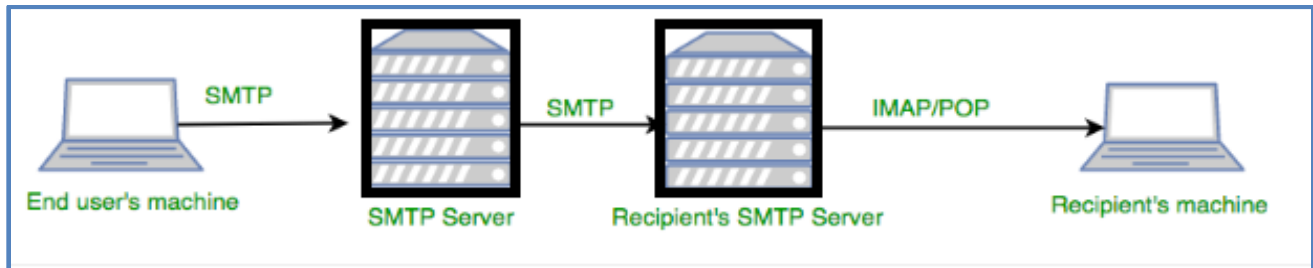 SMTP
SMTP
IMAP/POP
End user's machine
SMTP Server
Recipient's SMTP Server
Recipient's machine